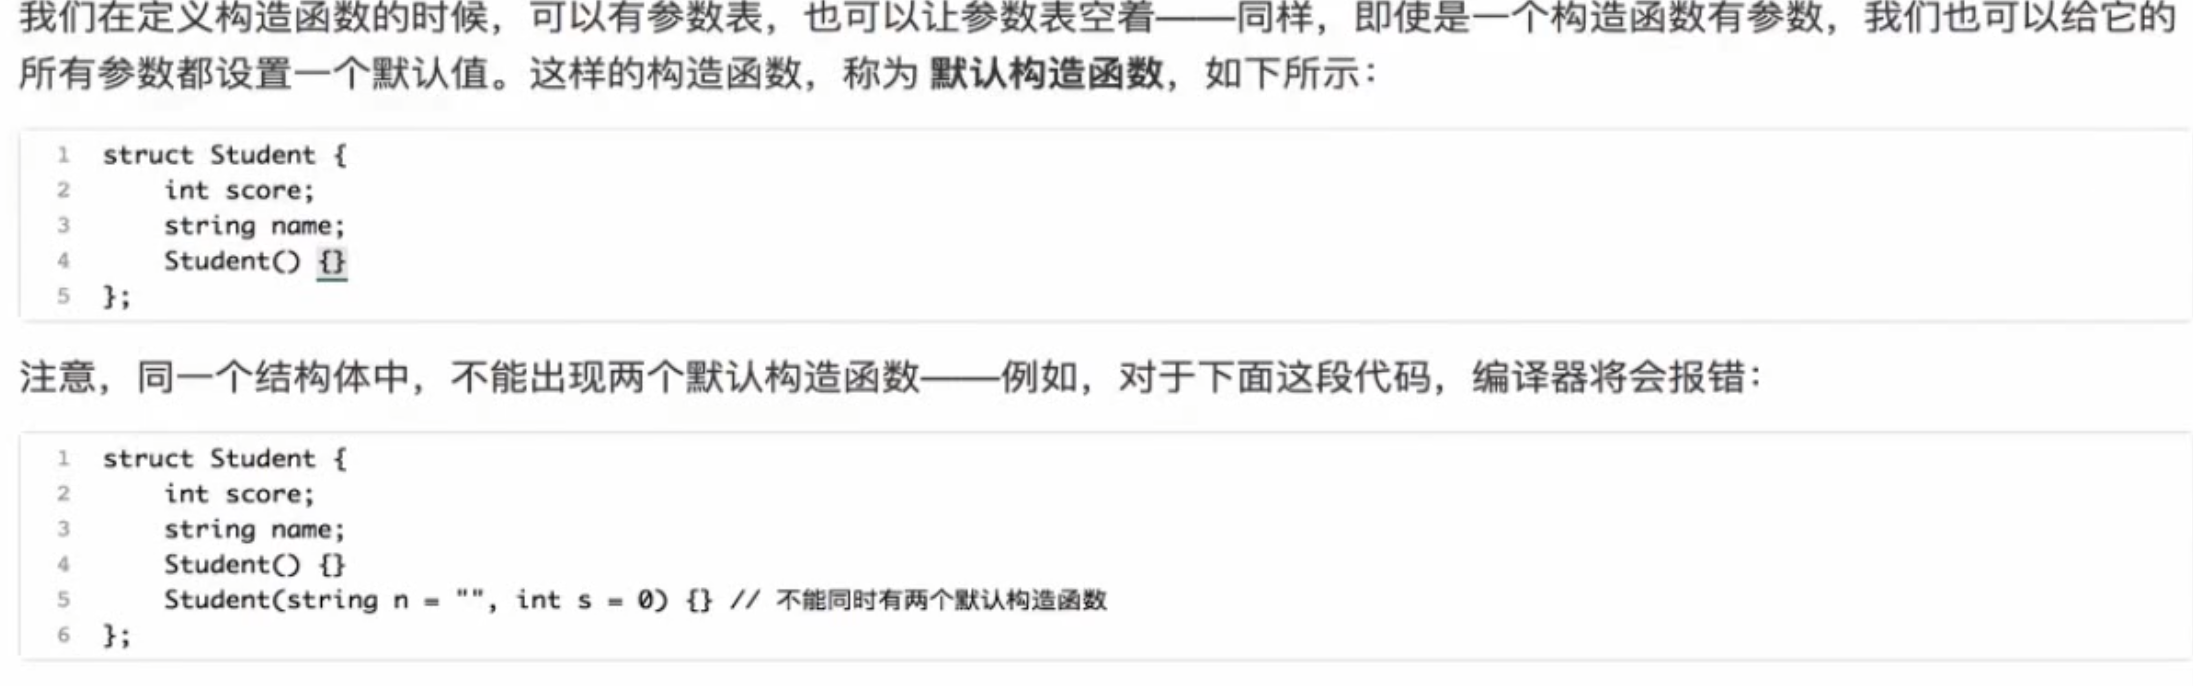 我们在定义构造函数的时候，可以有参数表，也可以让参数表空着——同样，即使是一个构造函数有参数，我们也可以给它的
所有参数都设置一个默认值。这样的构造函数，称为 默认构造函数，如下所示：
1 struct Student {
2     int score;
3     string name;
4     Student() {}
5 };
注意，同一个结构体中，不能出现两个默认构造函数——例如，对于下面这段代码，编译器将会报错：
1 struct Student {
2     int score;
3     string name;
4     Student() {}
5     Student(string n = "", int s = 0) {} // 不能同时有两个默认构造函数
6 };